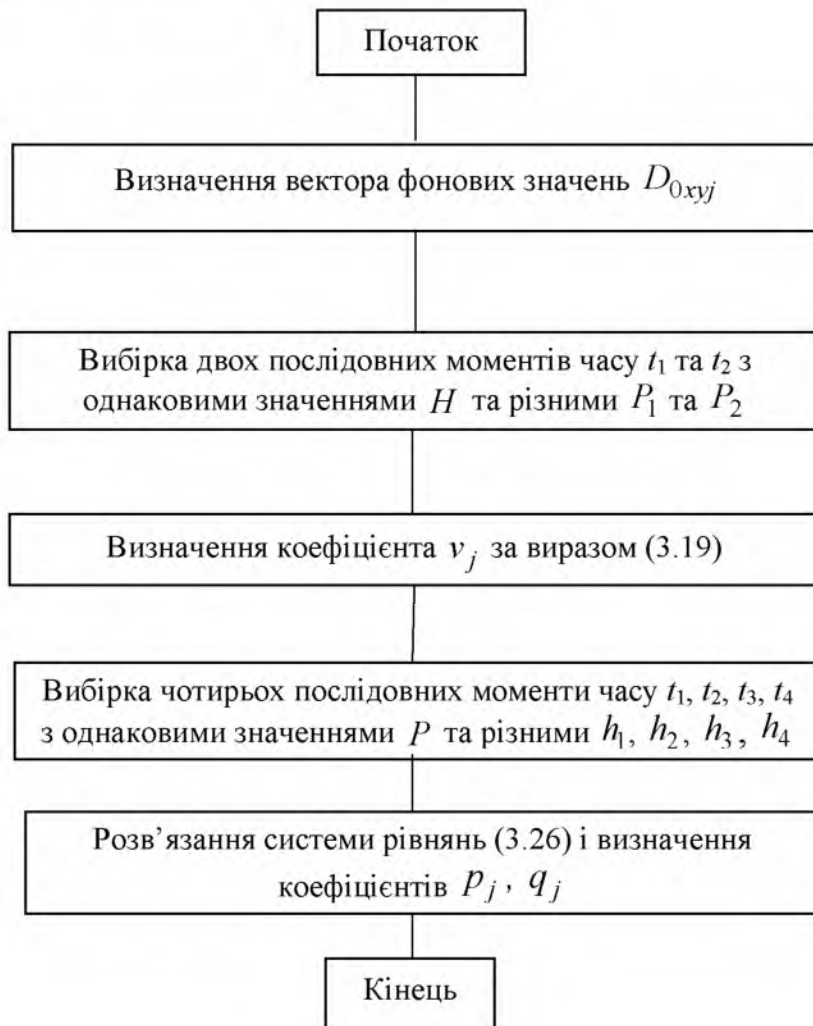 Початок
Визначення вектора фонових значень D₀ₓᵧⱼ
Вибірка двох послідовних моментів часу t₁ та t₂ з
однаковими значеннями H та різними P₁ та P₂
Визначення коефіцієнта vⱼ за виразом (3.19)
Вибірка чотирьох послідовних моменти часу t₁, t₂, t₃, t₄
з однаковими значеннями P та різними h₁, h₂, h₃, h₄
Розв’язання системи рівнянь (3.26) і визначення
коефіцієнтів pⱼ, qⱼ
Кінець